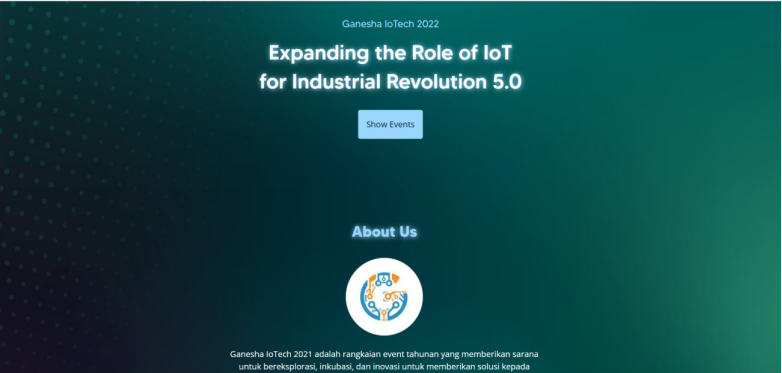 Ganesha IoTech 2022
Expanding the Role of IoT
for Industrial Revolution 5.0
Show Events
About Us
Ganesha IoTech 2021 adalah rangkaian event tahunan yang memberikan sarana
untuk bereksplorasi, inkubasi, dan inovasi untuk memberikan solusi kepada